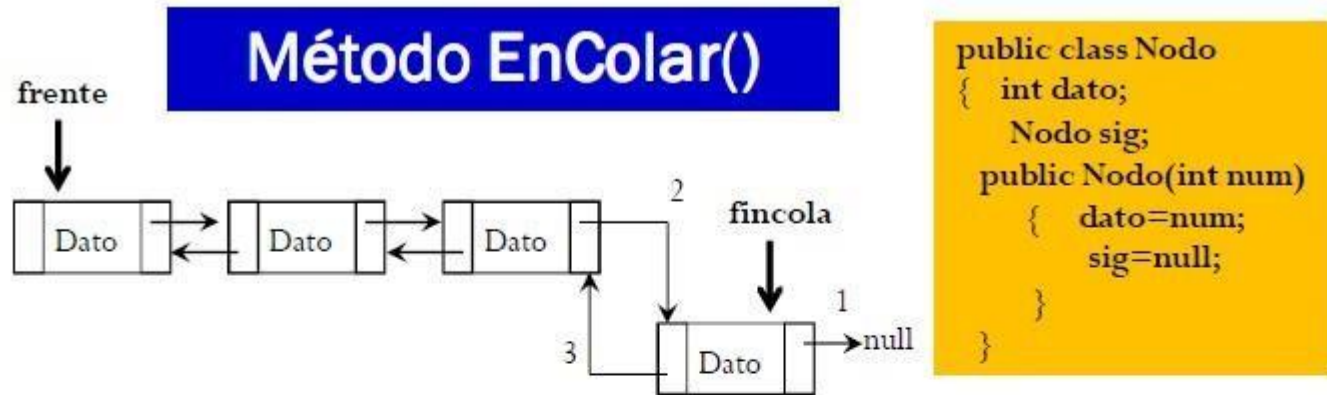 Método EnColar()
frente
Dato
Dato
Dato
2
fincola
3
Dato
1
null
public class Nodo
{ int dato;
Nodo sig;
public Nodo(int num)
{ dato=num;
sig=null;
}
}